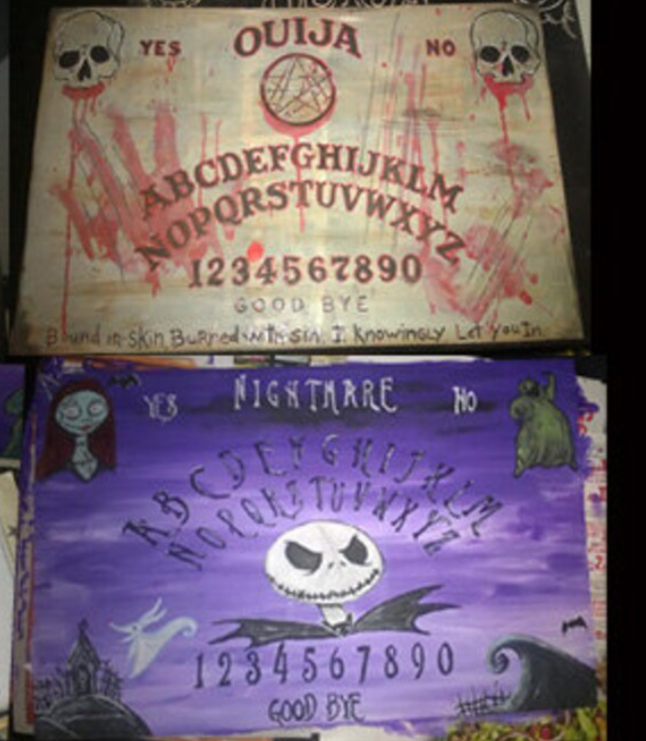 YES OUIJA NO
ABCDEFGHIJKLM
NOPQRSTUVWXYZ
1234567890
GOOD BYE
Bound in Skin Burned with Sin. I Knowingly Let You In
YES NIGHTMARE NO
ABCDEFGHIJKLM
NOPQRSTUVWXYZ
1234567890
GOOD BYE